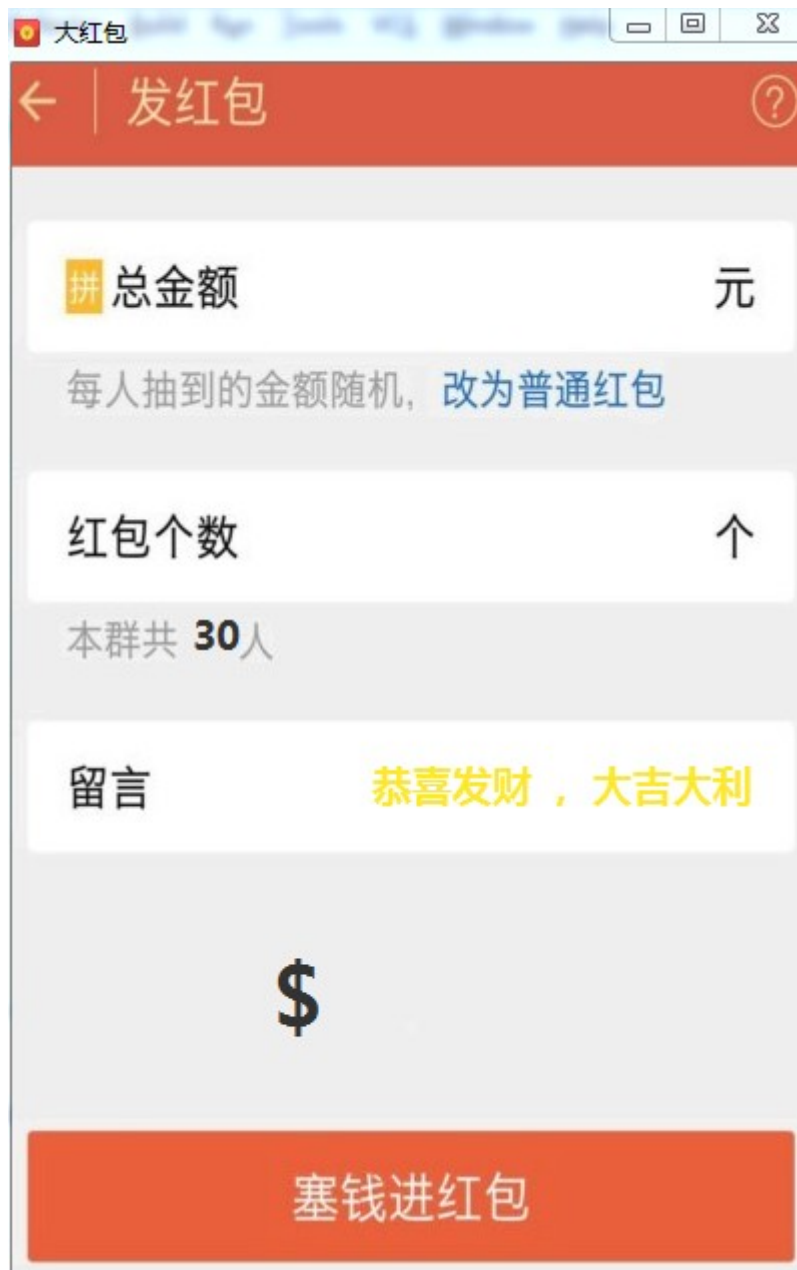 大红包
发红包 ?
拼 总金额 元
每人抽到的金额随机, 改为普通红包
红包个数 个
本群共 30人
留言 恭喜发财 , 大吉大利
$
塞钱进红包